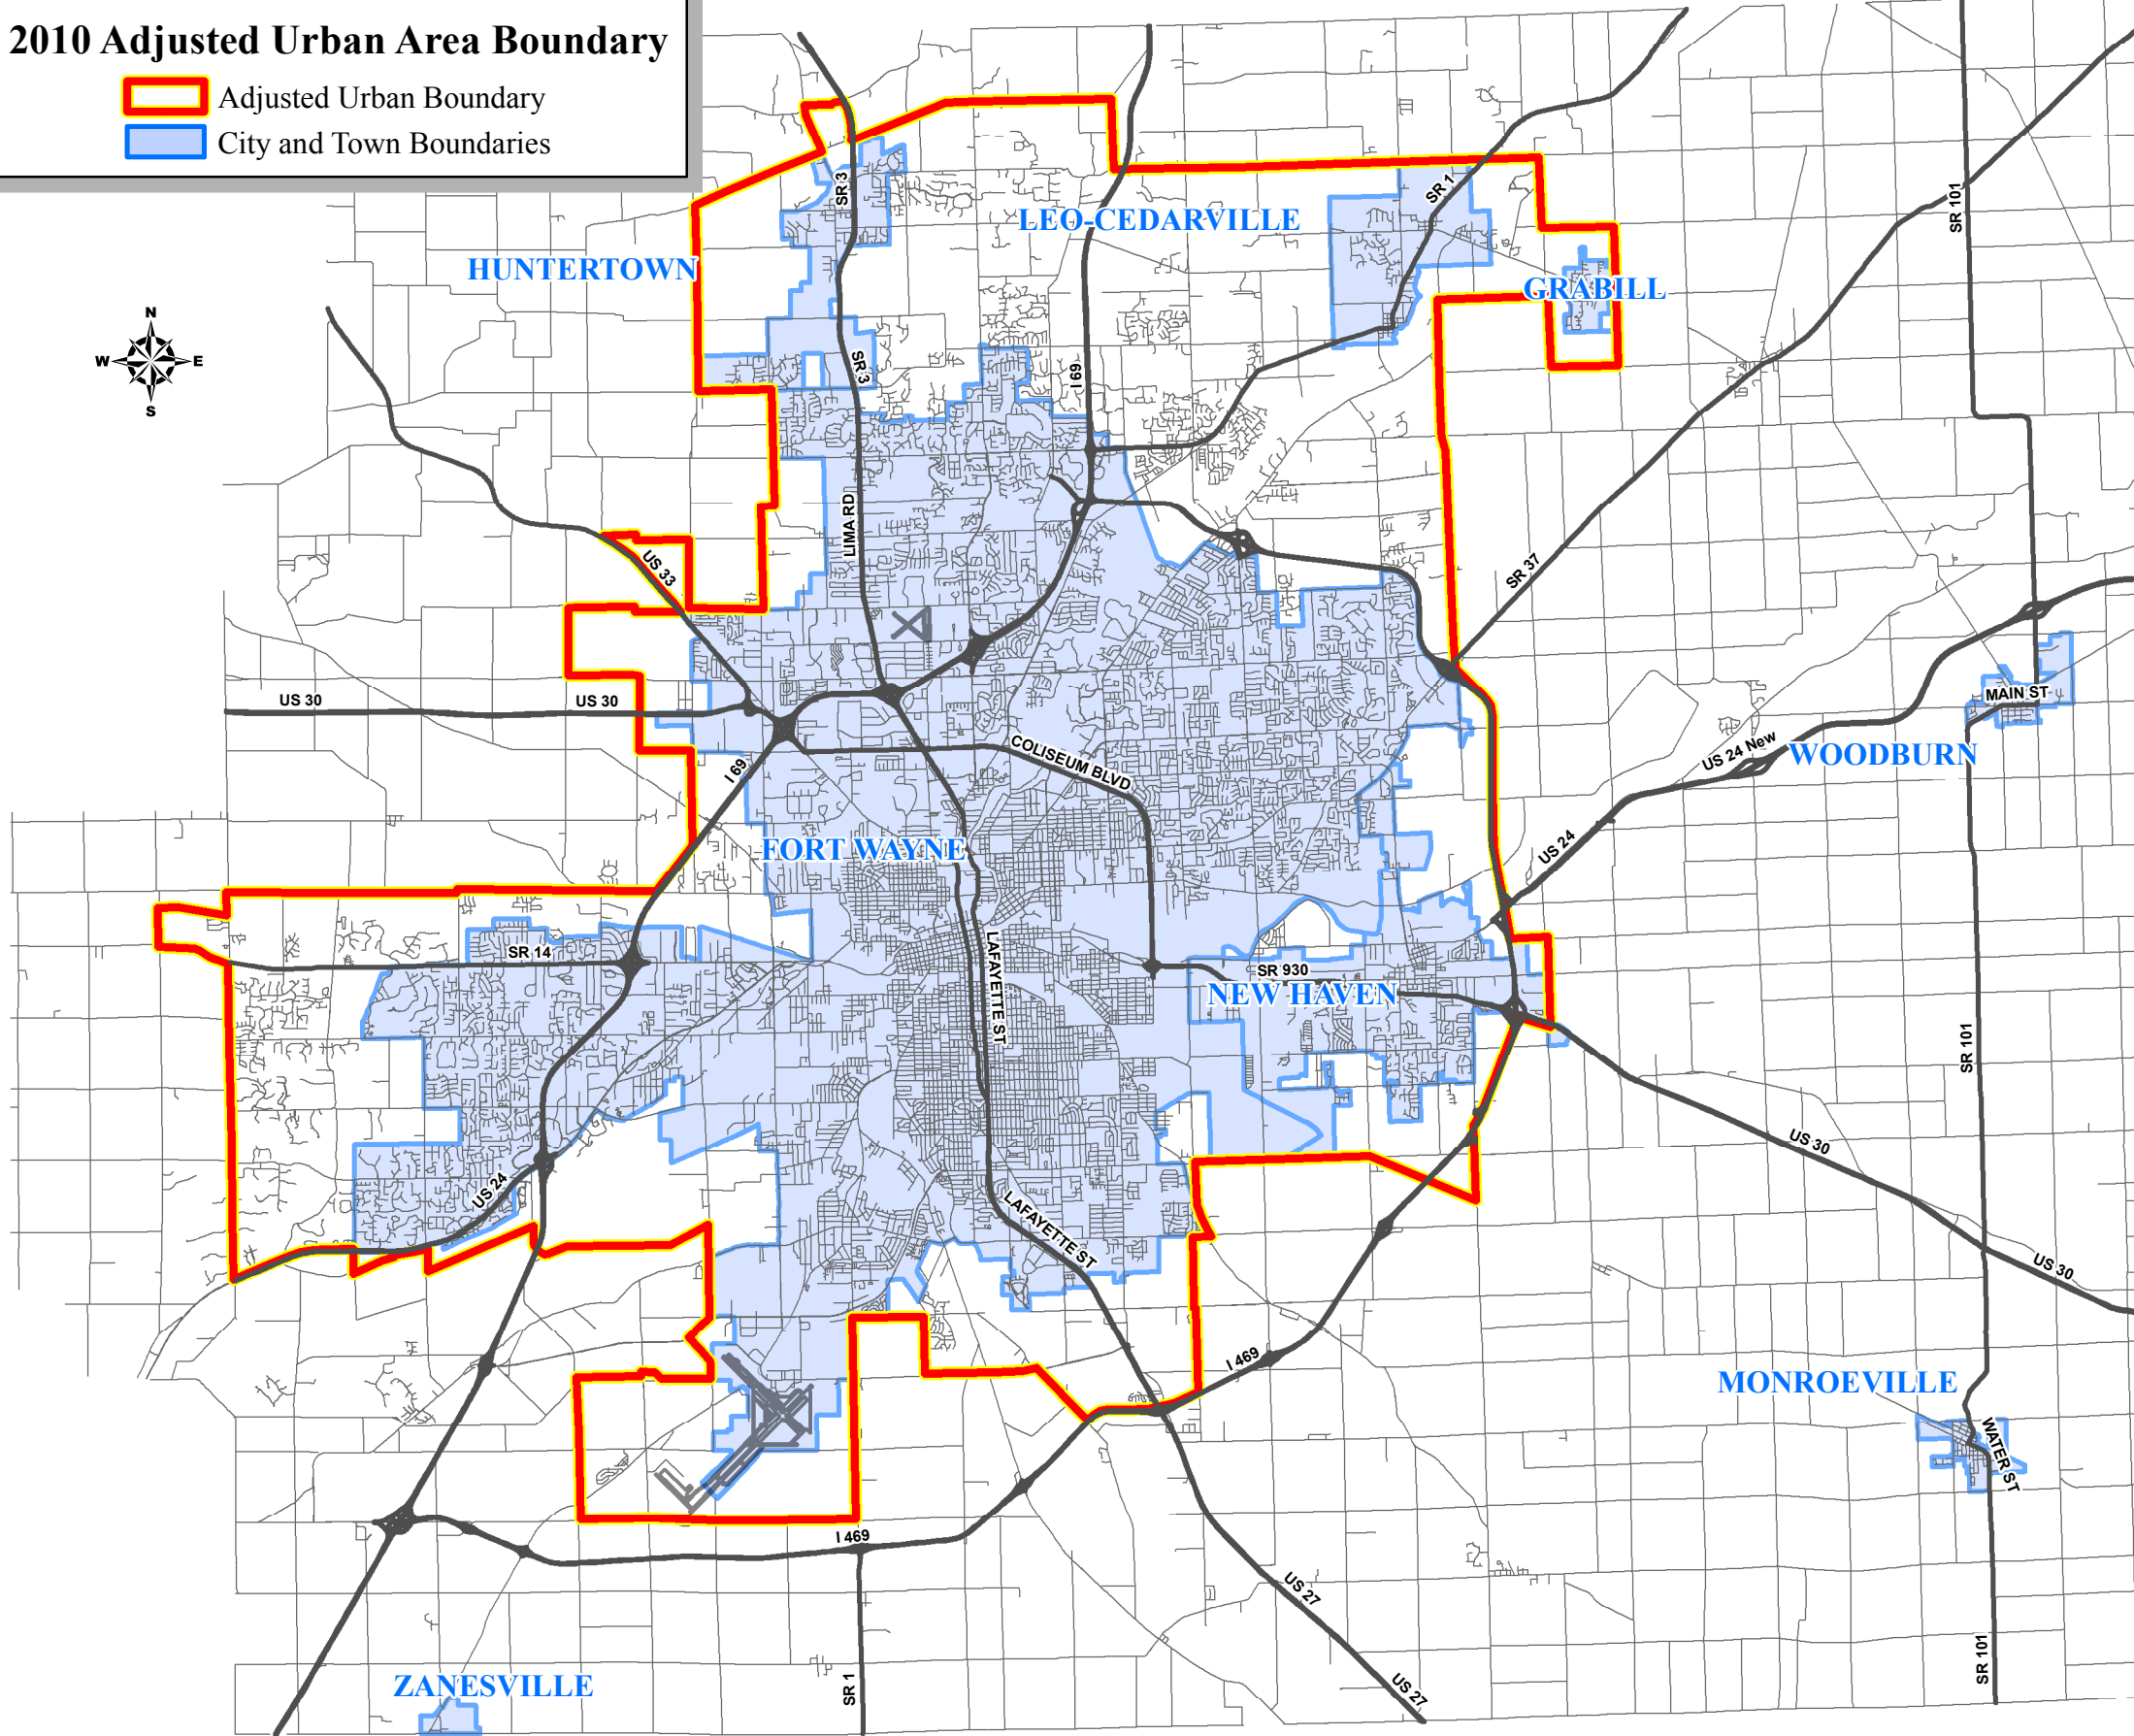 2010 Adjusted Urban Area Boundary
Adjusted Urban Boundary
City and Town Boundaries
N
W E
S
SR 3
LEO-CEDARVILLE
SR 1
SR 101
HUNTERTOWN
GRABILL
SR 3
I 69
LIMA RD
US 33
SR 37
US 30
US 30
MAIN ST
COLISEUM BLVD
US 24 New
WOODBURN
I 69
FORT WAYNE
US 24
SR 14
LAFAYETTE ST
SR 930
NEW HAVEN
SR 101
US 30
US 24
LAFAYETTE ST
US 30
I 469
MONROEVILLE
WATER ST
I 469
US 27
ZANESVILLE
SR 1
US 27
SR 101